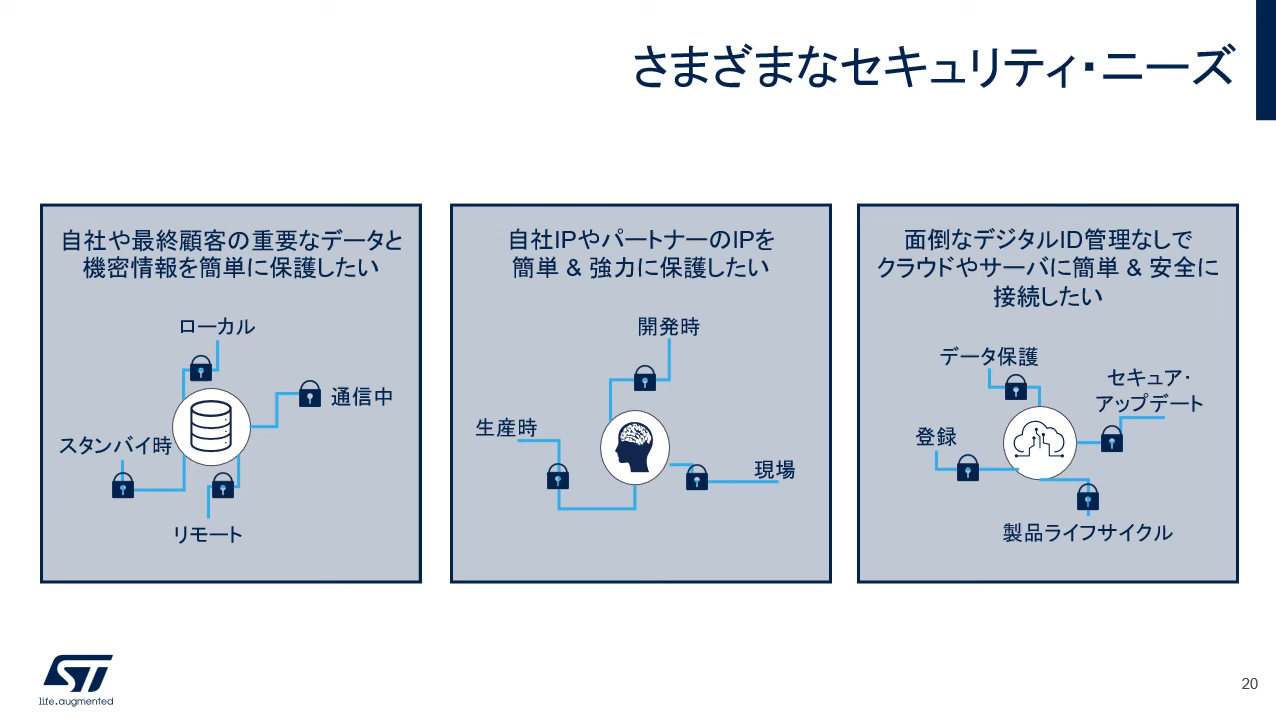 さまざまなセキュリティ・ニーズ
自社や最終顧客の重要なデータと
機密情報を簡単に保護したい
ローカル
通信中
スタンバイ時
リモート
自社IPやパートナーのIPを
簡単 & 強力に保護したい
開発時
生産時
現場
面倒なデジタルID管理なしで
クラウドやサーバに簡単 & 安全に
接続したい
データ保護
セキュア・
アップデート
登録
製品ライフサイクル
ST
life.augmented
20